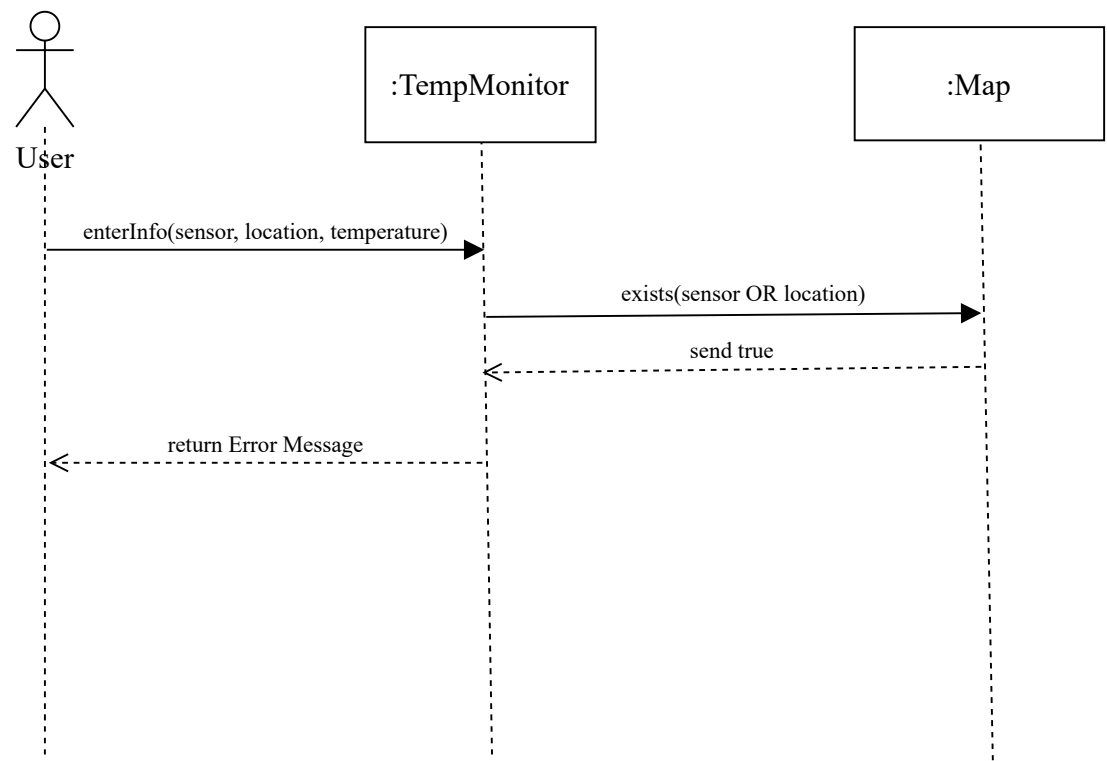 :TempMonitor
:Map
User
enterInfo(sensor, location, temperature)
exists(sensor OR location)
send true
return Error Message